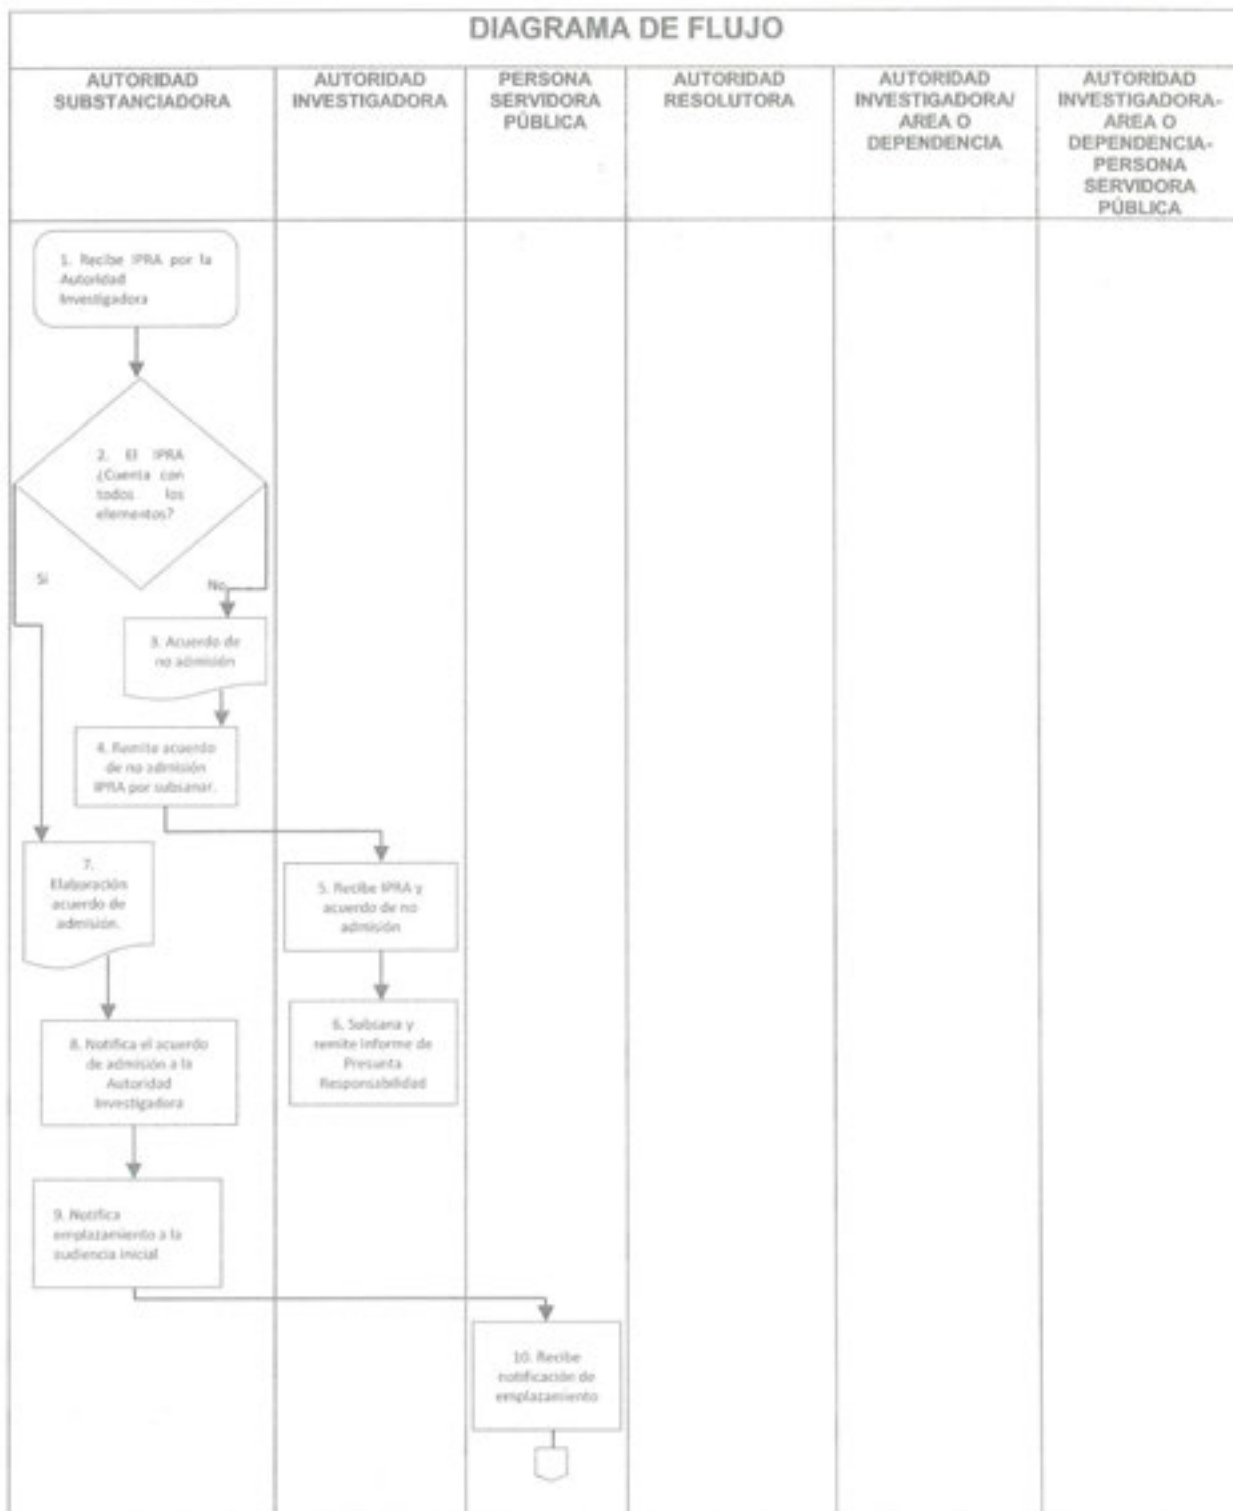 DIAGRAMA DE FLUJO
AUTORIDAD
SUBSTANCIADORA
AUTORIDAD
INVESTIGADORA
PERSONA
SERVIDORA
PÚBLICA
AUTORIDAD
RESOLUTORA
AUTORIDAD
INVESTIGADORA/
AREA O
DEPENDENCIA
AUTORIDAD
INVESTIGADORA-
AREA O
DEPENDENCIA-
PERSONA
SERVIDORA
PÚBLICA
1. Recibe IPRA por la
Autoridad
Investigadora
2. El IPRA
¿Cuenta con
todos los
elementos?
Si
No
3. Acuerdo de
no admisión
4. Remite acuerdo
de no admisión
IPRA por subsanar.
7.
Elaboración
acuerdo de
admisión.
5. Recibe IPRA y
acuerdo de no
admisión
6. Subsana y
remite Informe de
Presunta
Responsabilidad
8. Notifica el acuerdo
de admisión a la
Autoridad
Investigadora
9. Notifica
emplazamiento a la
audiencia inicial
10. Recibe
notificación de
emplazamiento